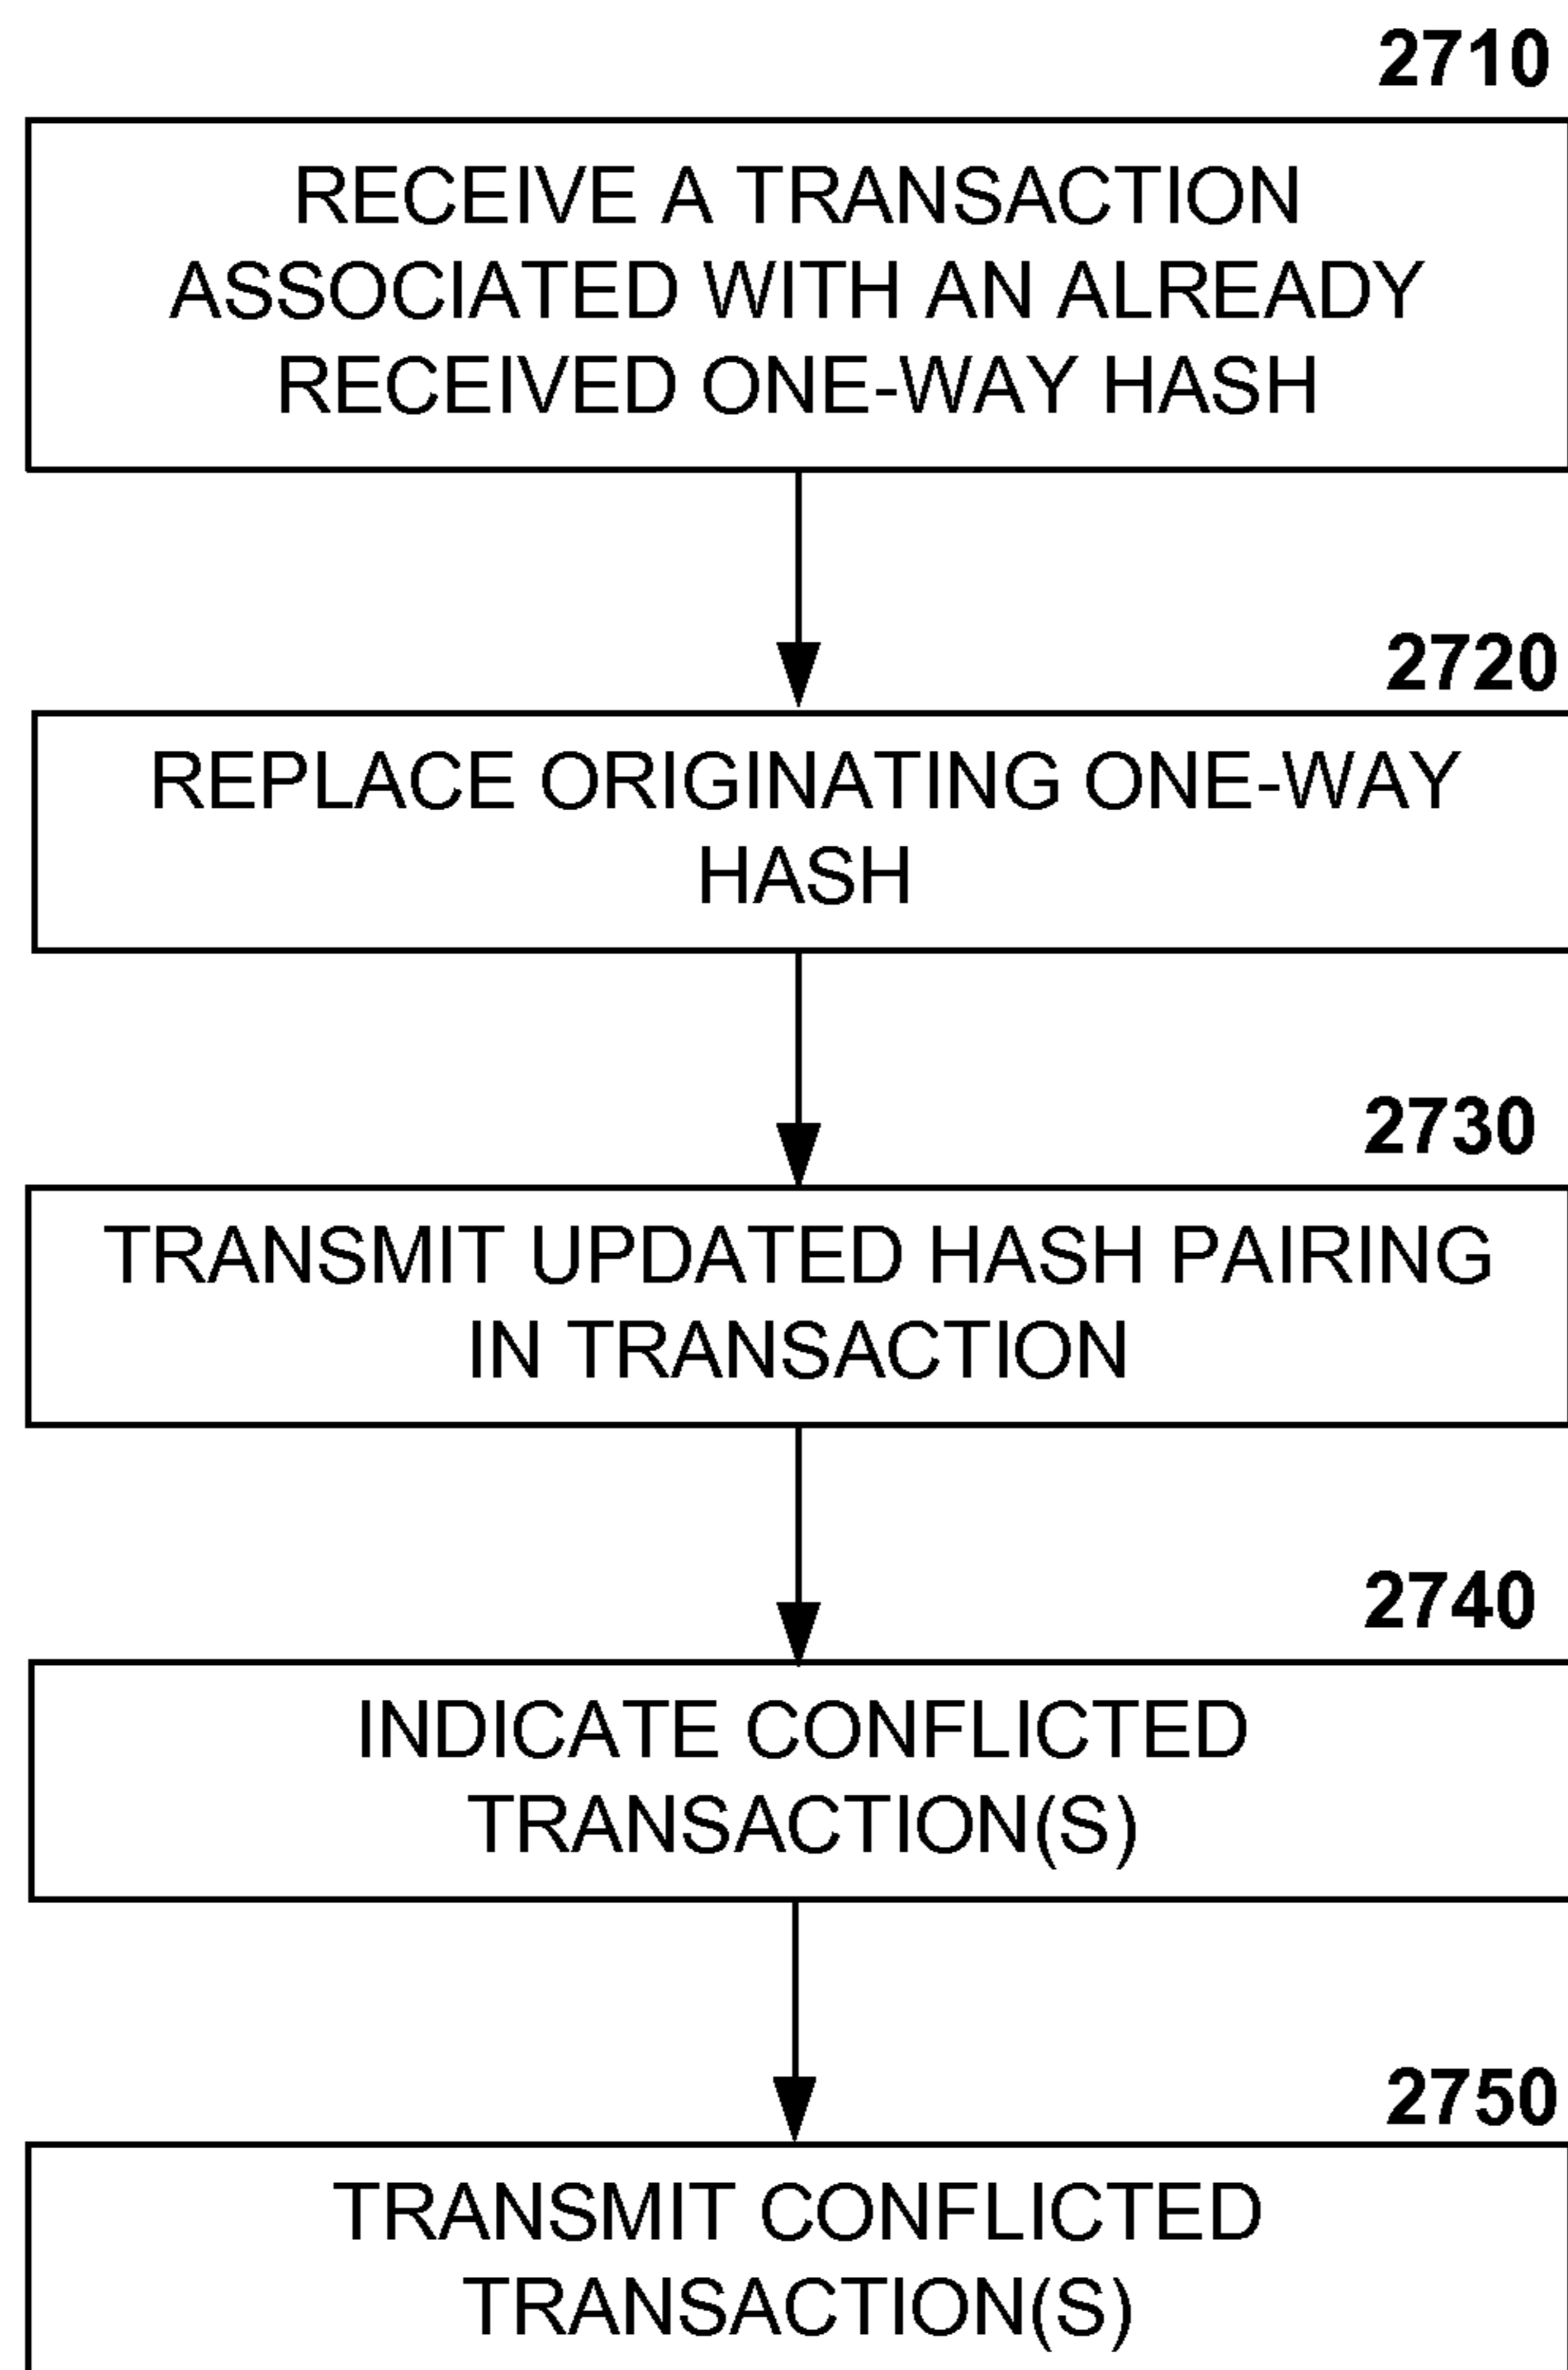 2710
RECEIVE A TRANSACTION
ASSOCIATED WITH AN ALREADY
RECEIVED ONE-WAY HASH
2720
REPLACE ORIGINATING ONE-WAY
HASH
2730
TRANSMIT UPDATED HASH PAIRING
IN TRANSACTION
2740
INDICATE CONFLICTED
TRANSACTION(S)
2750
TRANSMIT CONFLICTED
TRANSACTION(S)